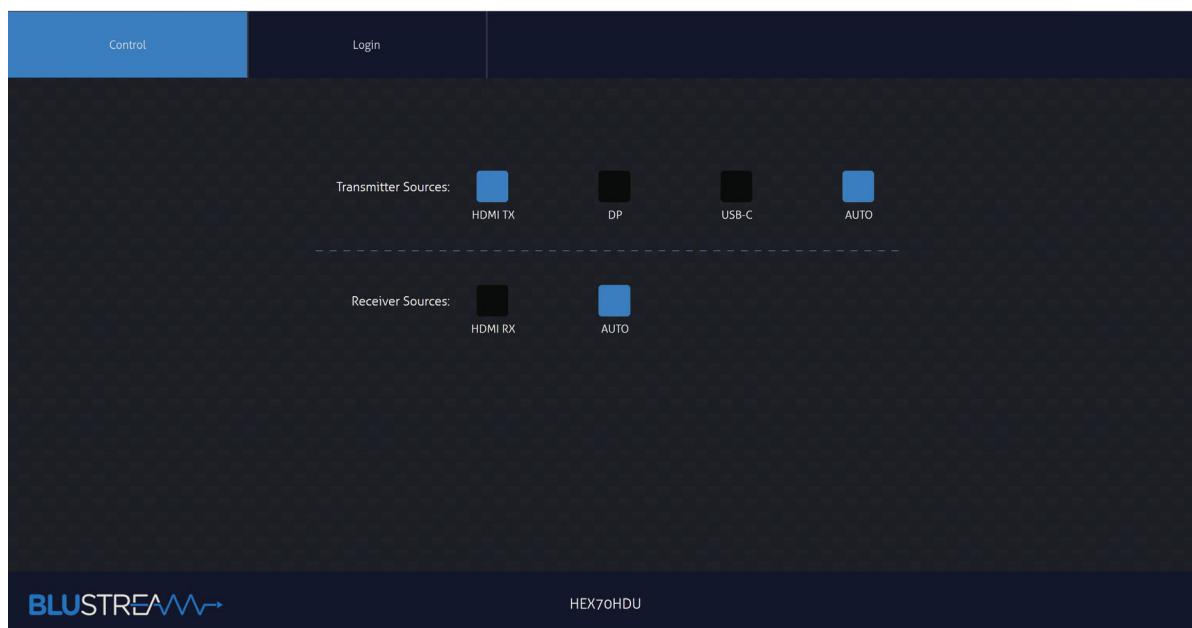 Control
Login
Transmitter Sources:
HDMI TX
DP
USB-C
AUTO
Receiver Sources:
HDMI RX
AUTO
BLUSTREAM
HEX70HDU